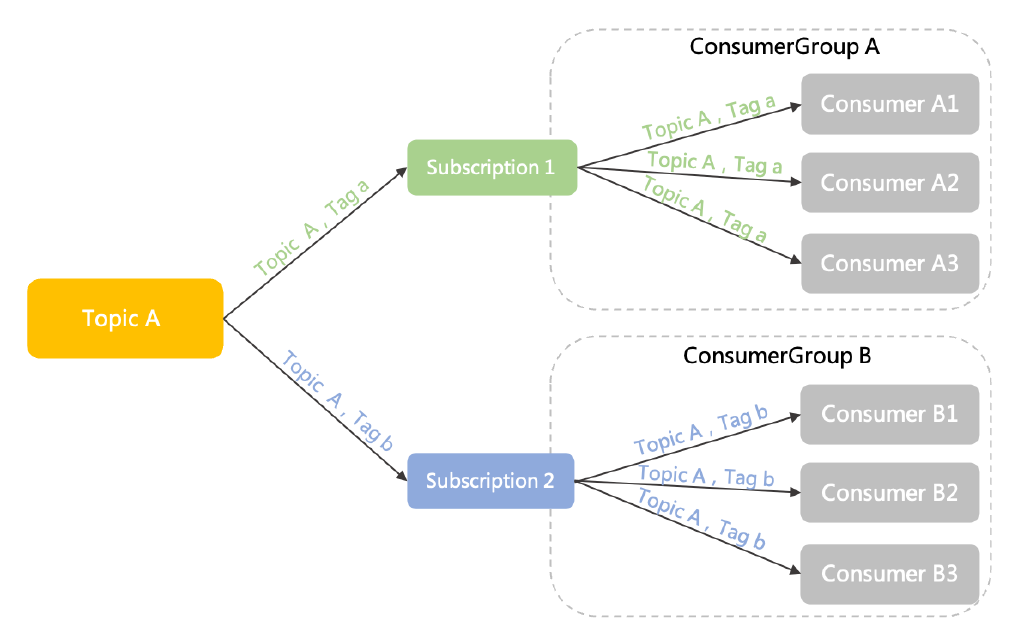 ConsumerGroup A
Topic A , Tag a
Consumer A1
Subscription 1
Topic A , Tag a
Consumer A2
Topic A , Tag a
Topic A , Tag a
Consumer A3
Topic A
ConsumerGroup B
Topic A , Tag b
Topic A , Tag b
Consumer B1
Subscription 2
Topic A , Tag b
Consumer B2
Topic A , Tag b
Consumer B3